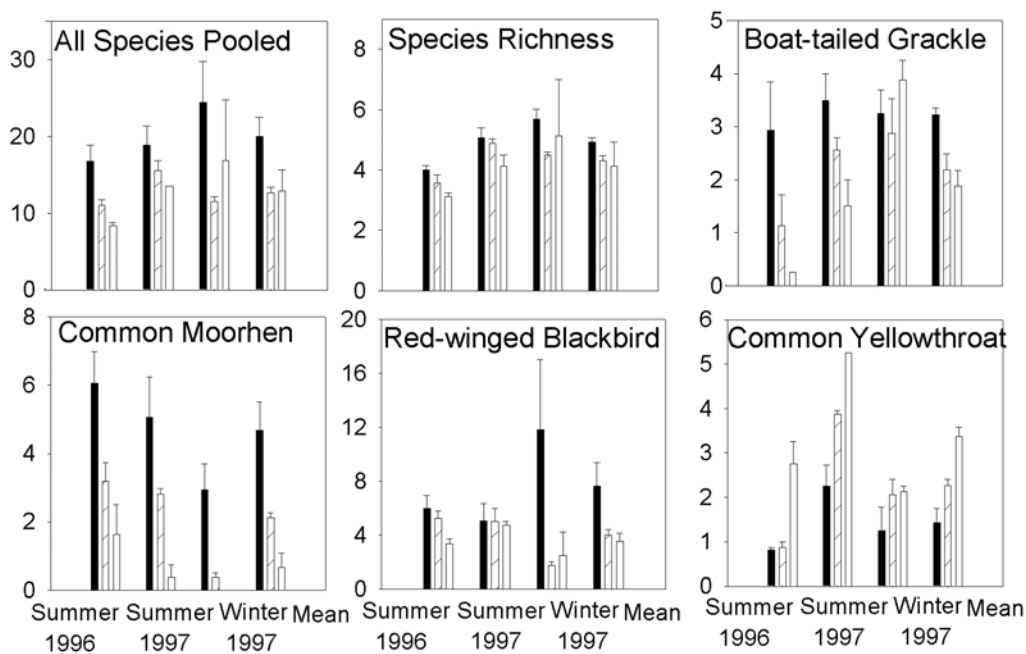 All Species Pooled
30
20
10
0
Species Richness
8
6
4
2
0
Boat-tailed Grackle
5
4
3
2
1
0
Common Moorhen
8
6
4
2
0
Red-winged Blackbird
20
16
12
8
4
0
Common Yellowthroat
6
5
4
3
2
1
0
Summer Summer Winter Mean
1996 1997 1997
Summer Summer Winter Mean
1996 1997 1997
Summer Summer Winter Mean
1996 1997 1997